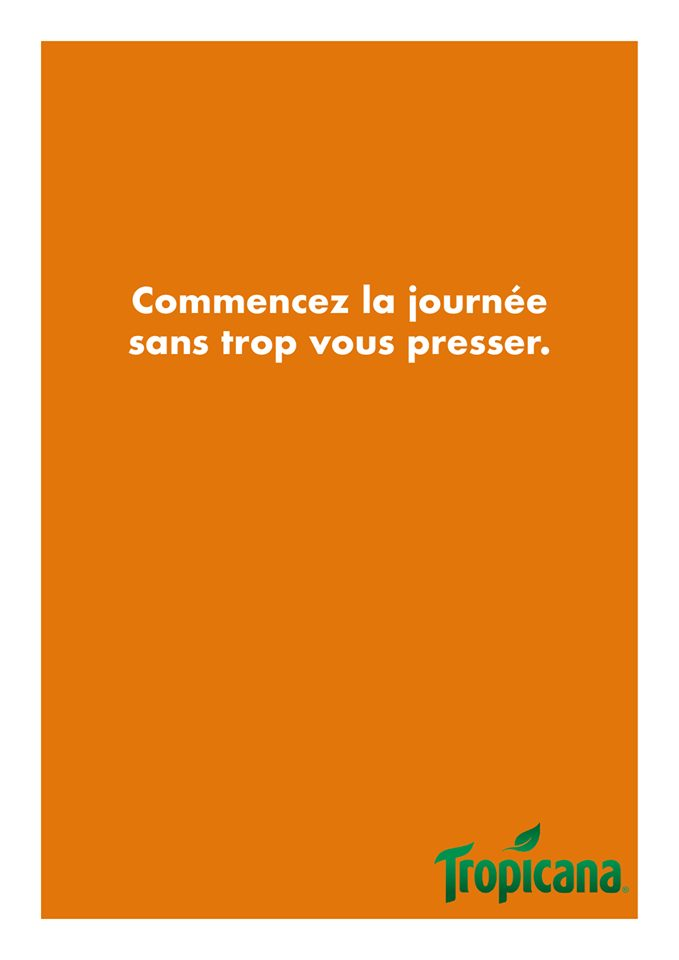 Commencez la journée
sans trop vous presser.
Tropicana®